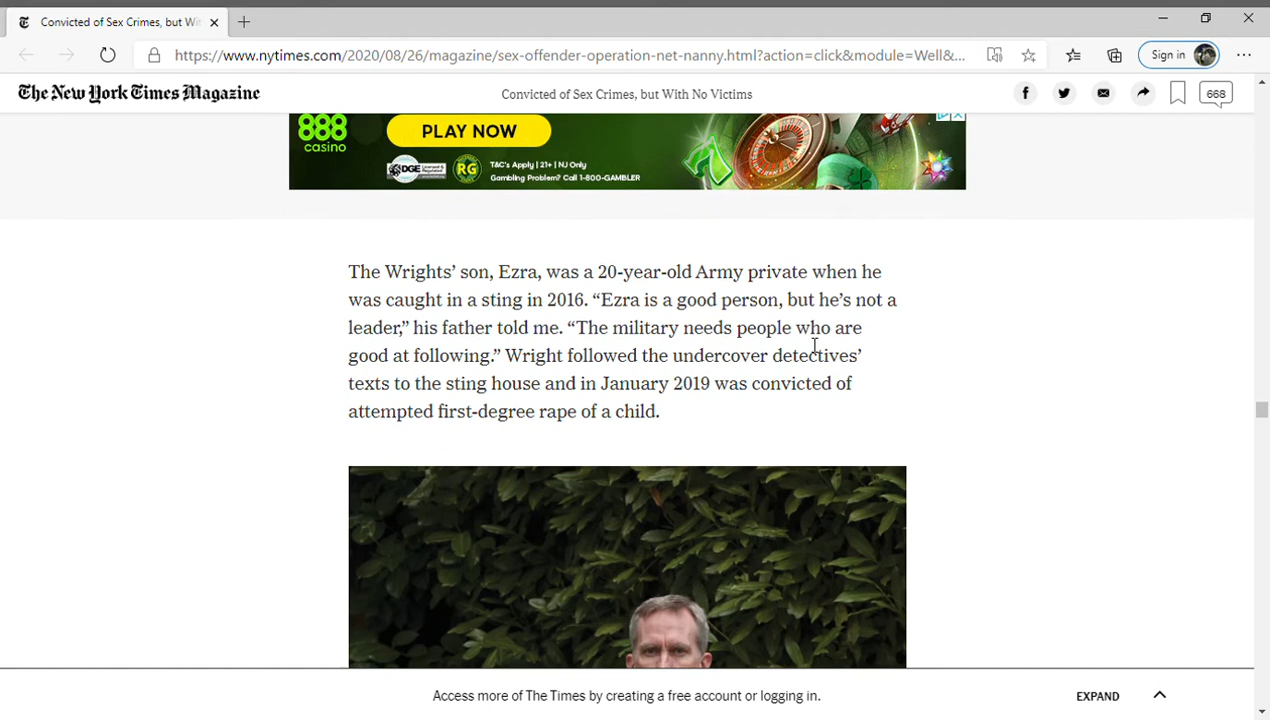 Convicted of Sex Crimes, but Wit
https://www.nytimes.com/2020/08/26/magazine/sex-offender-operation-net-nanny.html?action=click&module=Well&...
Sign in
The New York Times Magazine
Convicted of Sex Crimes, but With No Victims
668
888
casino
PLAY NOW
DGE
RG
T&C's Apply | 21+ | NJ Only
Gambling Problem? Call 1-800-GAMBLER
The Wrights’ son, Ezra, was a 20-year-old Army private when he
was caught in a sting in 2016. “Ezra is a good person, but he’s not a
leader,” his father told me. “The military needs people who are
good at following.” Wright followed the undercover detectives’
texts to the sting house and in January 2019 was convicted of
attempted first-degree rape of a child.
Access more of The Times by creating a free account or logging in.
EXPAND